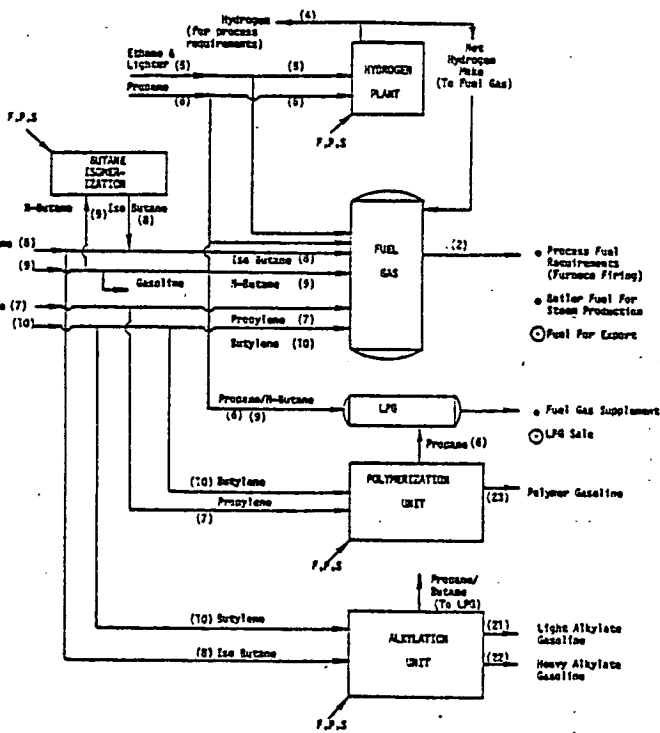 Hydrogen
(for process
requirements)
(4)
Net
Hydrogen
Make
(To Fuel Gas)
Ethane &
Lighter (5)
(5)
HYDROGEN
PLANT
Propane
(6)
(6)
F,P,S
F,P,S
BUTANE
ISOMER-
IZATION
N-Butane
(9)
Iso Butane
(8)
(8)
Iso Butane (8)
(9)
Gasoline
N-Butane (9)
(7)
Propylene (7)
(10)
Butylene (10)
FUEL
GAS
(2)
Process Fuel
Requirements
(Furnace Firing)
Boiler Fuel For
Steam Production
Fuel For Export
Propane/N-Butane
(6) (9)
LPG
Fuel Gas Supplement
LPG Sale
Propane (6)
(10) Butylene
Propylene
(7)
POLYMERIZATION
UNIT
(23)
Polymer Gasoline
F,P,S
Propane/
Butane
(To LPG)
(10) Butylene
(8) Iso Butane
ALKYLATION
UNIT
(21)
Light Alkylate
Gasoline
(22)
Heavy Alkylate
Gasoline
F,P,S